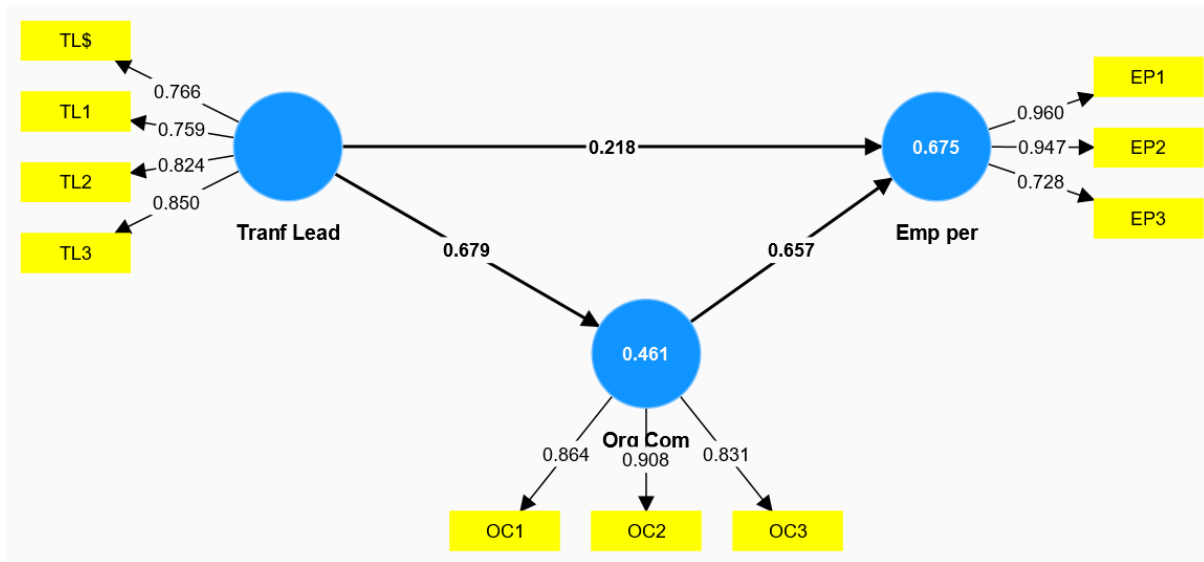 TL$
0.766
TL1
0.759
TL2
0.824
TL3
0.850
Tranf Lead
0.218
0.679
0.675
Emp per
0.657
EP1
0.960
EP2
0.947
EP3
0.728
0.461
Org Com
0.864
0.908
0.831
OC1
OC2
OC3